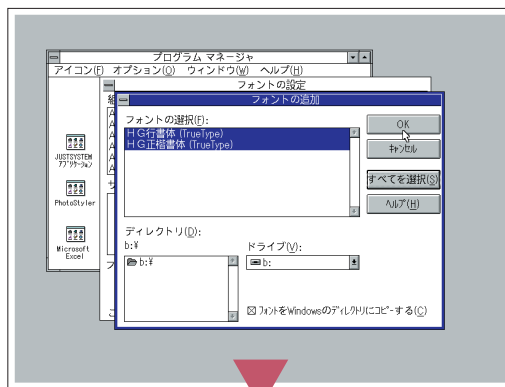 プログラム マネージャ
アイコン(F) オプション(O) ウィンドウ(W) ヘルプ(H)
フォントの設定
フォントの追加
フォントの選択(F):
HG行書体 (TrueType)
HG正楷書体 (TrueType)
OK
キャンセル
すべてを選択(S)
ヘルプ(H)
ディレクトリ(D):
b:¥
b:¥
ドライブ(V):
b:
フォントをWindowsのディレクトリにコピーする(C)
JUSTSYSTEM
アプリケーション
PhotoStyler
Microsoft
Excel